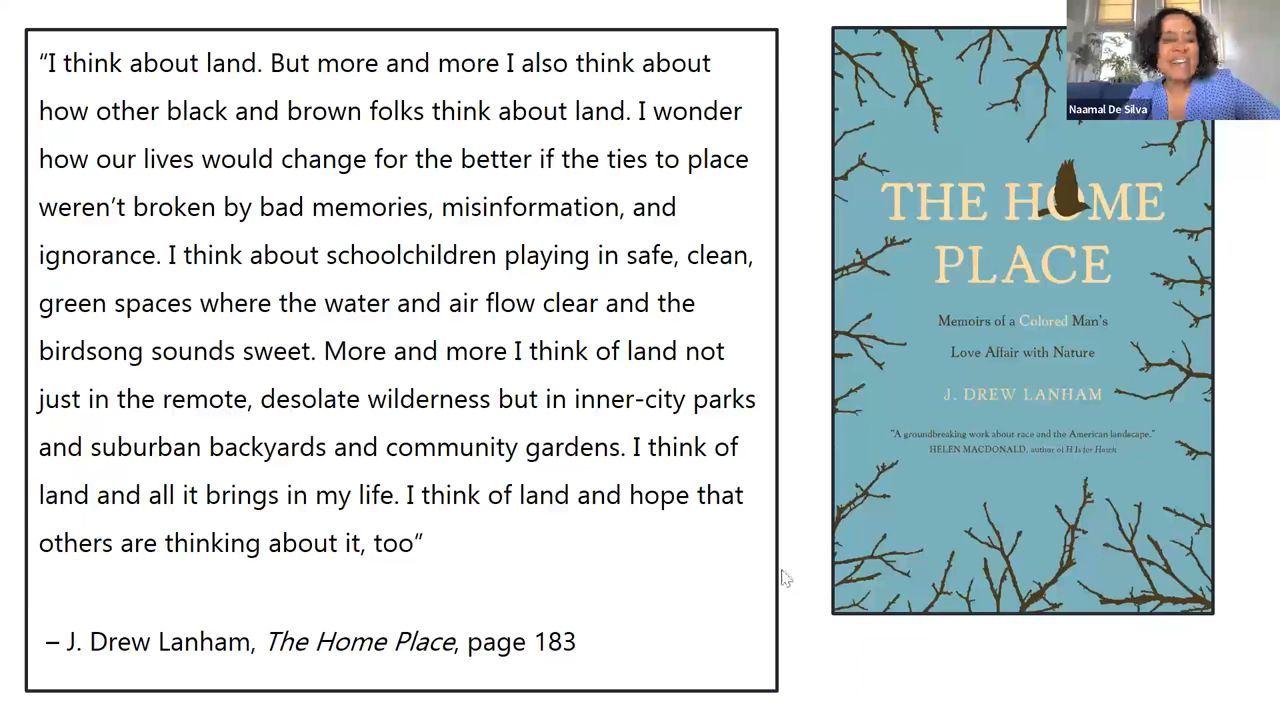 “I think about land. But more and more I also think about
how other black and brown folks think about land. I wonder
how our lives would change for the better if the ties to place
weren’t broken by bad memories, misinformation, and
ignorance. I think about schoolchildren playing in safe, clean,
green spaces where the water and air flow clear and the
birdsong sounds sweet. More and more I think of land not
just in the remote, desolate wilderness but in inner-city parks
and suburban backyards and community gardens. I think of
land and all it brings in my life. I think of land and hope that
others are thinking about it, too”
– J. Drew Lanham, The Home Place, page 183
Naamal De Silva
THE HOME
PLACE
Memoirs of a Colored Man's
Love Affair with Nature
J. DREW LANHAM
"A groundbreaking work about race and the American landscape."
HELEN MACDONALD, author of H Is for Hawk